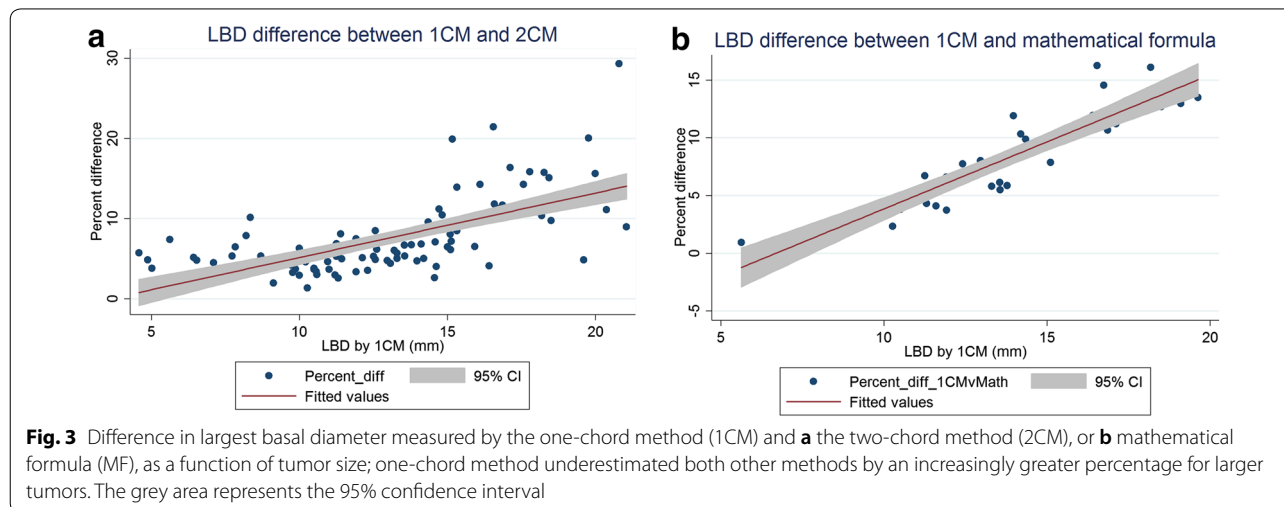 a
LBD difference between 1CM and 2CM
Percent difference
30
20
10
0
5
10
15
20
LBD by 1CM (mm)
Percent_diff
95% CI
Fitted values
b
LBD difference between 1CM and mathematical formula
Percent difference
15
10
5
0
-5
5
10
15
20
LBD by 1CM (mm)
Percent_diff_1CMvMath
95% CI
Fitted values
Fig. 3 Difference in largest basal diameter measured by the one-chord method (1CM) and a the two-chord method (2CM), or b mathematical
formula (MF), as a function of tumor size; one-chord method underestimated both other methods by an increasingly greater percentage for larger
tumors. The grey area represents the 95% confidence interval